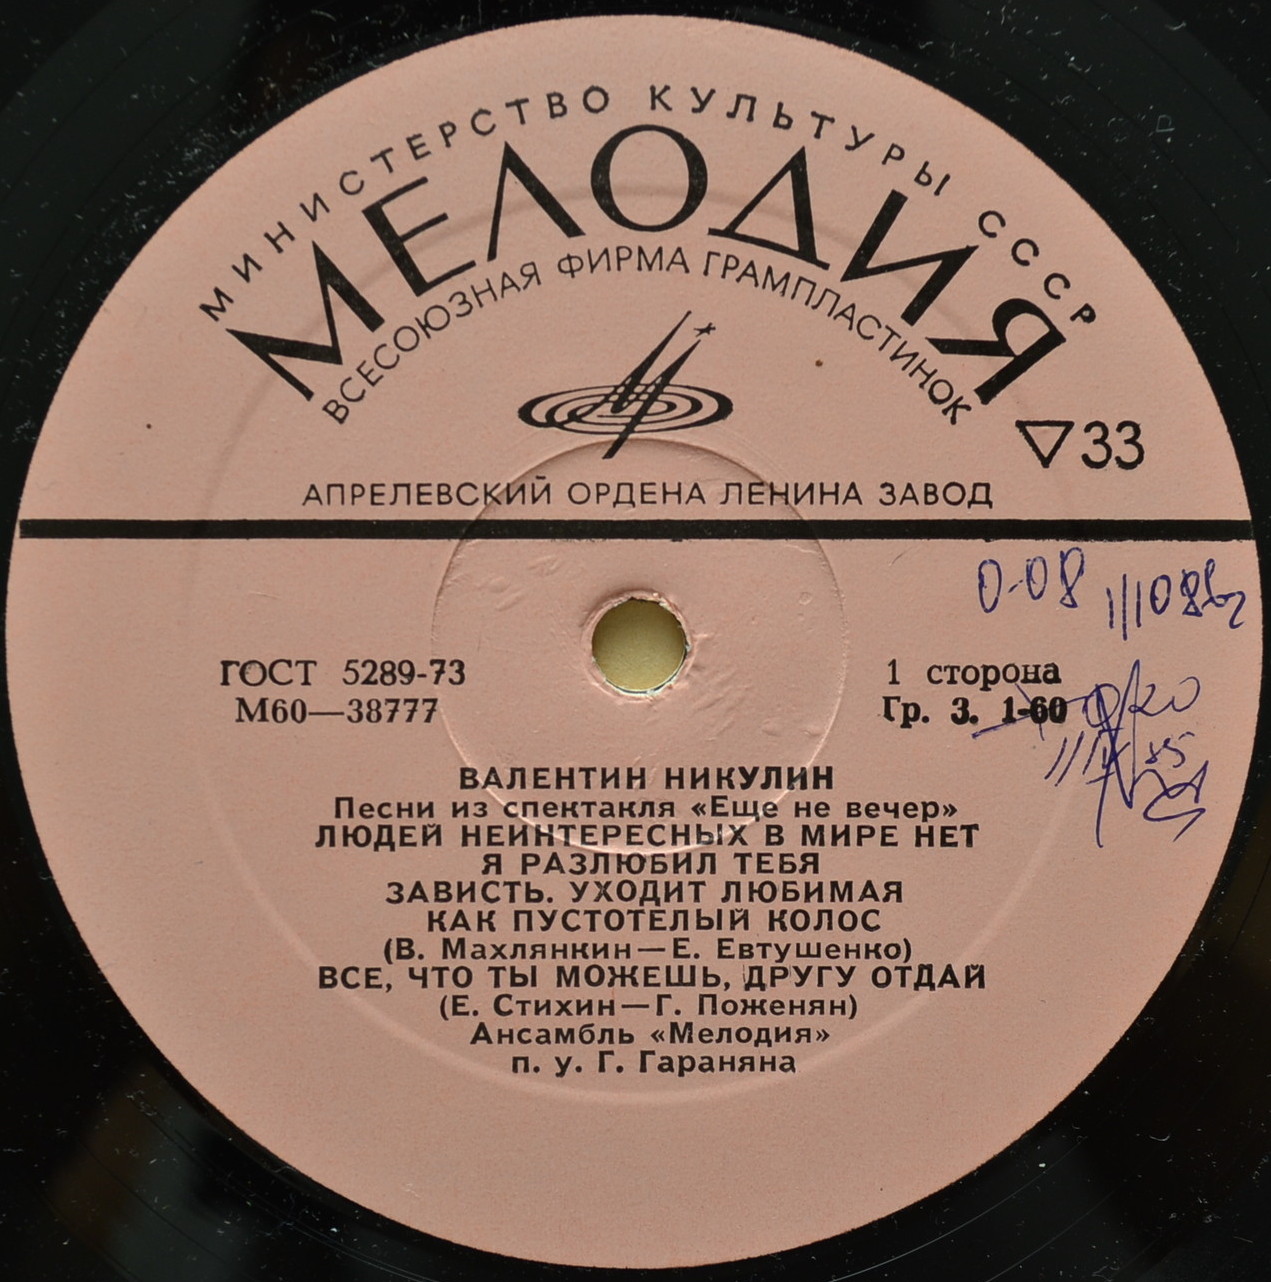 МИНИСТЕРСТВО КУЛЬТУРЫ СССР
МЕЛОДИЯ
ВСЕСОЮЗНАЯ ФИРМА ГРАМПЛАСТИНОК
33
АПРЕЛЕВСКИЙ ОРДЕНА ЛЕНИНА ЗАВОД
0-08
ГОСТ 5289-73
М60—38777
1 сторона
Гр. 3. 1-60
ВАЛЕНТИН НИКУЛИН
Песни из спектакля «Еще не вечер»
ЛЮДЕЙ НЕИНТЕРЕСНЫХ В МИРЕ НЕТ
Я РАЗЛЮБИЛ ТЕБЯ
ЗАВИСТЬ. УХОДИТ ЛЮБИМАЯ
КАК ПУСТОТЕЛЫЙ КОЛОС
(В. Махлянкин—Е. Евтушенко)
ВСЕ, ЧТО ТЫ МОЖЕШЬ, ДРУГУ ОТДАЙ
(Е. Стихин—Г. Поженян)
Ансамбль «Мелодия»
п. у. Г. Гараняна